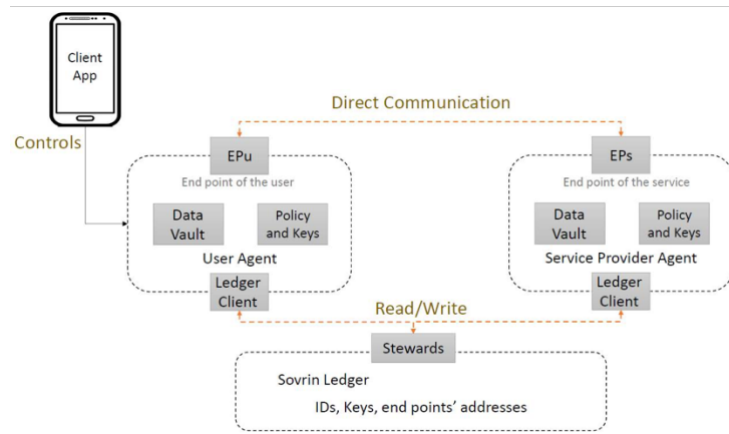 Client
App
Direct Communication
Controls
EPu
EPs
End point of the user
End point of the service
Data
Vault
Policy
and Keys
Data
Vault
Policy
and Keys
User Agent
Service Provider Agent
Ledger
Client
Ledger
Client
Read/Write
Stewards
Sovrin Ledger
IDs, Keys, end points' addresses